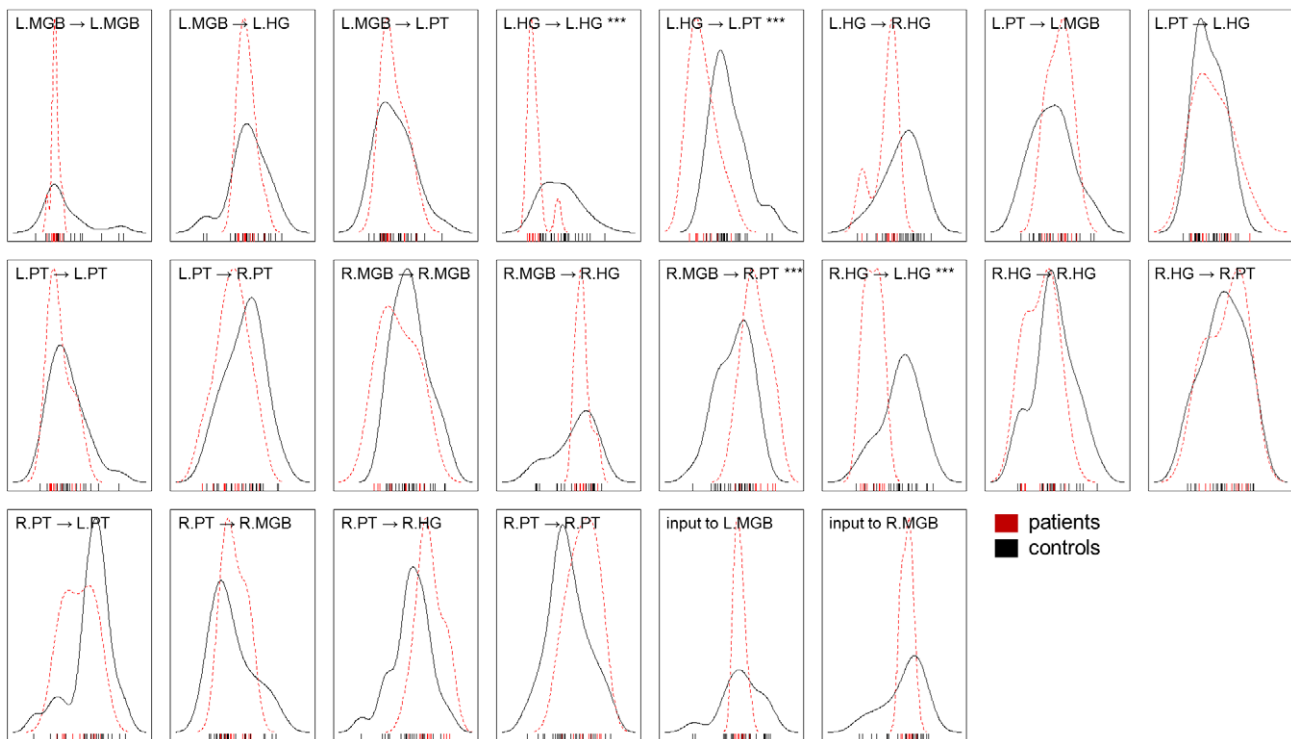 L.MGB → L.MGB
L.MGB → L.HG
L.MGB → L.PT
L.HG → L.HG ***
L.HG → L.PT ***
L.HG → R.HG
L.PT → L.MGB
L.PT → L.HG
L.PT → L.PT
L.PT → R.PT
R.MGB → R.MGB
R.MGB → R.HG
R.MGB → R.PT ***
R.HG → L.HG ***
R.HG → R.HG
R.HG → R.PT
R.PT → L.PT
R.PT → R.MGB
R.PT → R.HG
R.PT → R.PT
input to L.MGB
input to R.MGB
patients
controls